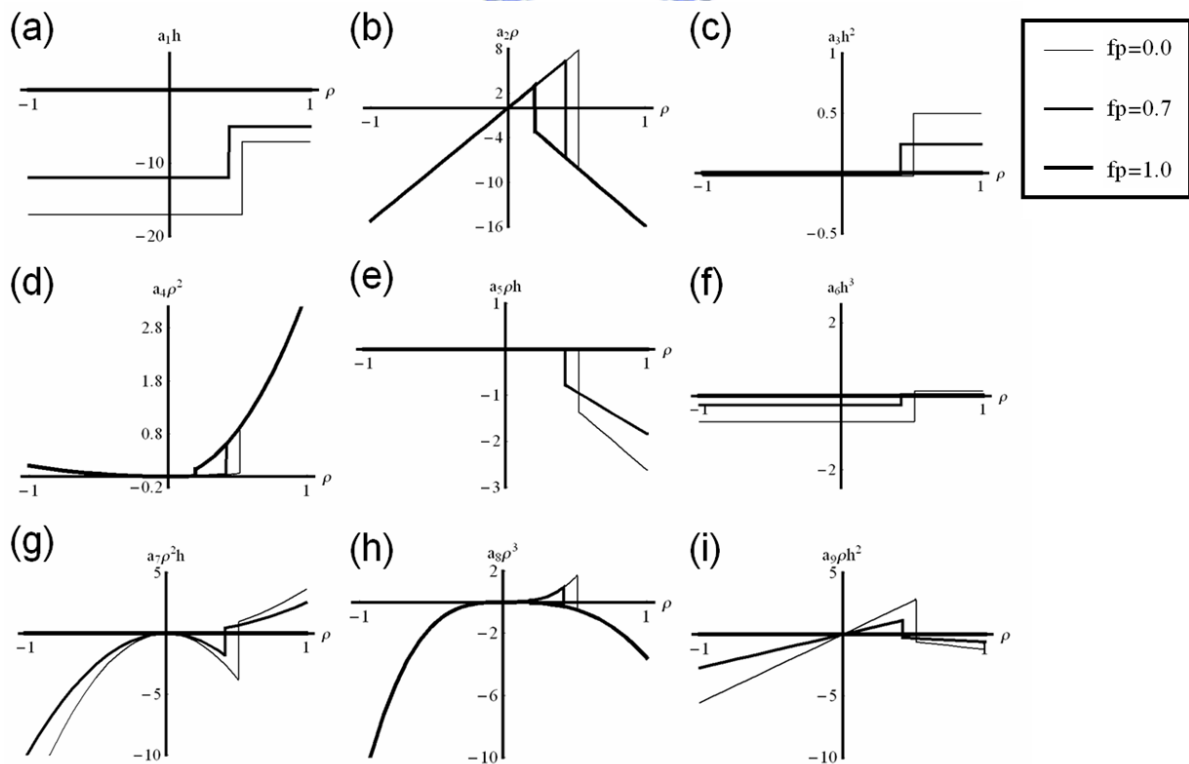 (a)
a₁h
ρ
−1
1
−10
−20
(b)
a₂ρ
8
2
ρ
−1
1
−4
−10
−16
(c)
a₃h²
1
0.5
ρ
−1
1
−0.5
fp=0.0
fp=0.7
fp=1.0
(d)
a₄ρ²
2.8
1.8
0.8
ρ
−1
−0.2
1
(e)
a₅ρh
1
ρ
−1
1
−1
−2
−3
(f)
a₆h³
2
ρ
−1
1
−2
(g)
a₇ρ²h
5
ρ
−1
1
−5
−10
(h)
a₈ρ³
2
ρ
−1
1
−2
−6
−10
(i)
a₉ρh²
5
ρ
−1
1
−5
−10